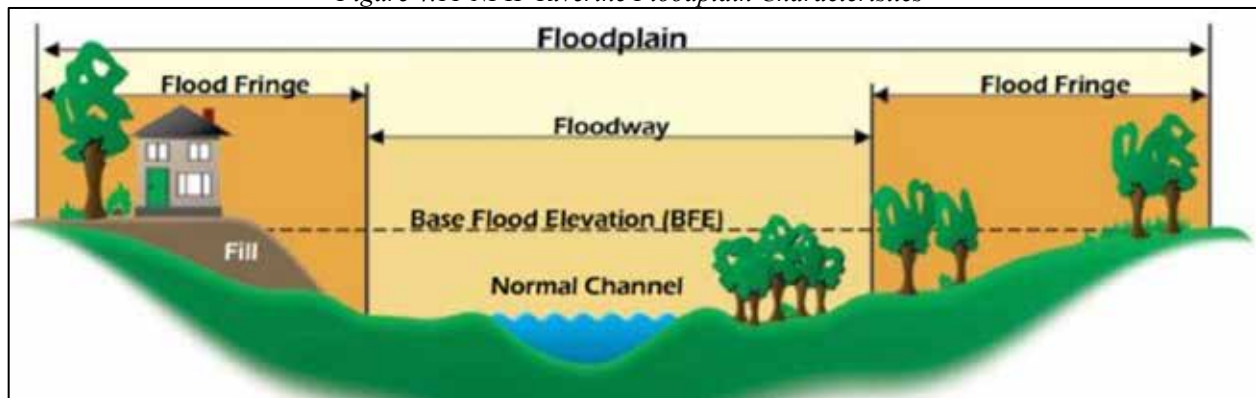 Floodplain
Flood Fringe
Flood Fringe
Floodway
Base Flood Elevation (BFE)
Fill
Normal Channel